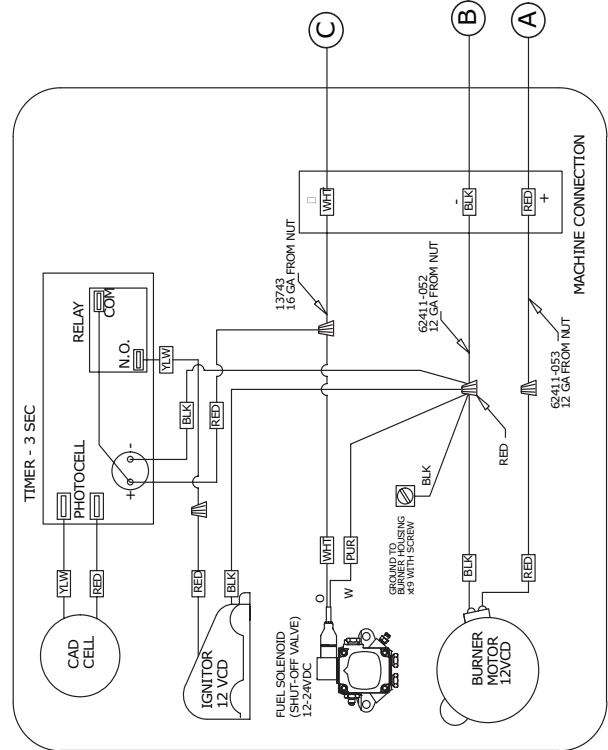 TIMER - 3 SEC
RELAY
COM
N.O.
PHOTOCELL
+
-
YLW
RED
CAD
CELL
YLW
BLK
RED
RED
BLK
IGNITOR
12 VCD
13743
16 GA FROM NUT
WHT
C
FUEL SOLENOID
(SHUT-OFF VALVE)
12-24VDC
O
W
WHT
PUR
62411-052
12 GA FROM NUT
-
BLK
B
GROUND TO
BURNER HOUSING
xt9 WITH SCREW
BLK
RED
62411-053
12 GA FROM NUT
RED
+
A
BLK
RED
BURNER
MOTOR
12VCD
MACHINE CONNECTION